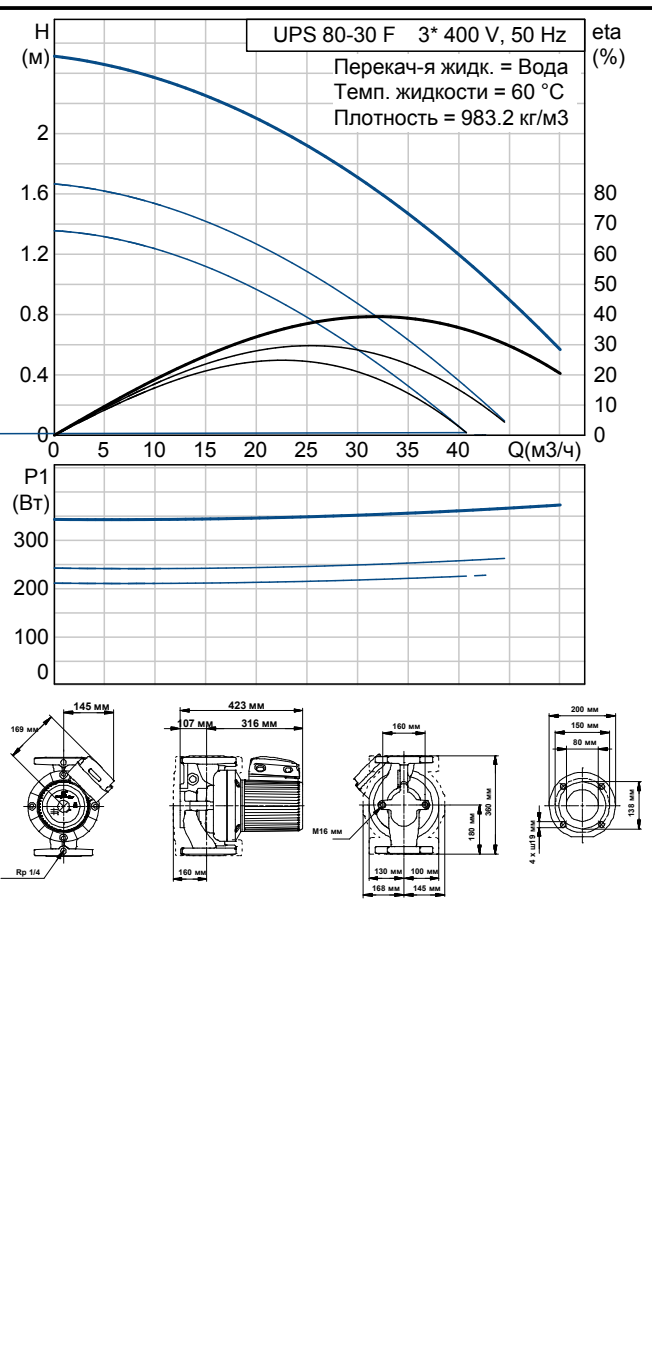 H
(м)
UPS 80-30 F 3* 400 V, 50 Hz
eta
(%)
Перекач-я жидк. = Вода
Темп. жидкости = 60 °C
Плотность = 983.2 кг/м3
2
1.6
1.2
0.8
0.4
0
80
70
60
50
40
30
20
10
0
0 5 10 15 20 25 30 35 40 Q(м3/ч)
P1
(Вт)
300
200
100
0
145 мм
169 мм
Rp 1/4
423 мм
107 мм 316 мм
160 мм
160 мм
M16 мм
180 мм
360 мм
130 мм 100 мм
168 мм 145 мм
200 мм
150 мм
80 мм
138 мм
4 x ш19 мм